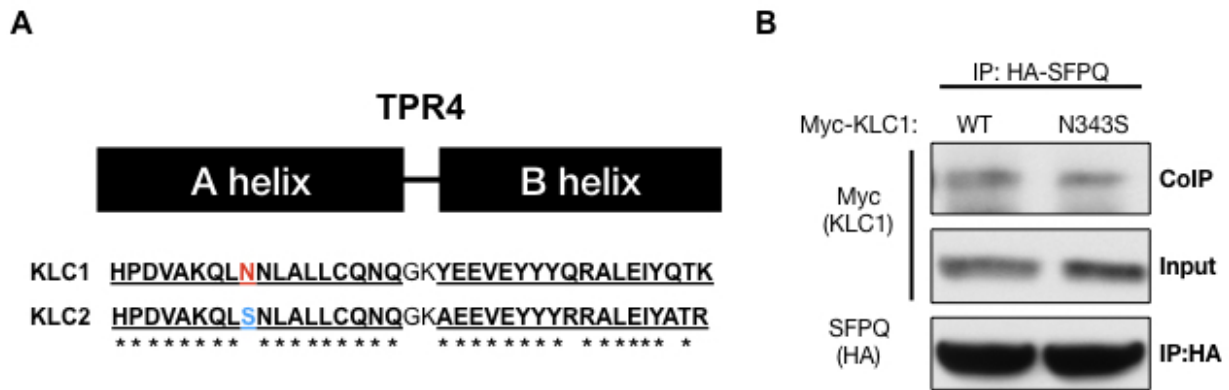 A
TPR4
A helix
B helix
KLC1 HPDVAKQLNNLALLCQNQGKYEEVEYYYQRALEIYQTK
KLC2 HPDVAKQLSNLALLCQNQGKAEEVEYYYRRALEIYATR
******** ********* ******** ****** *
B
IP: HA-SFPQ
Myc-KLC1: WT N343S
Myc
(KLC1)
CoIP
Input
SFPQ
(HA)
IP:HA